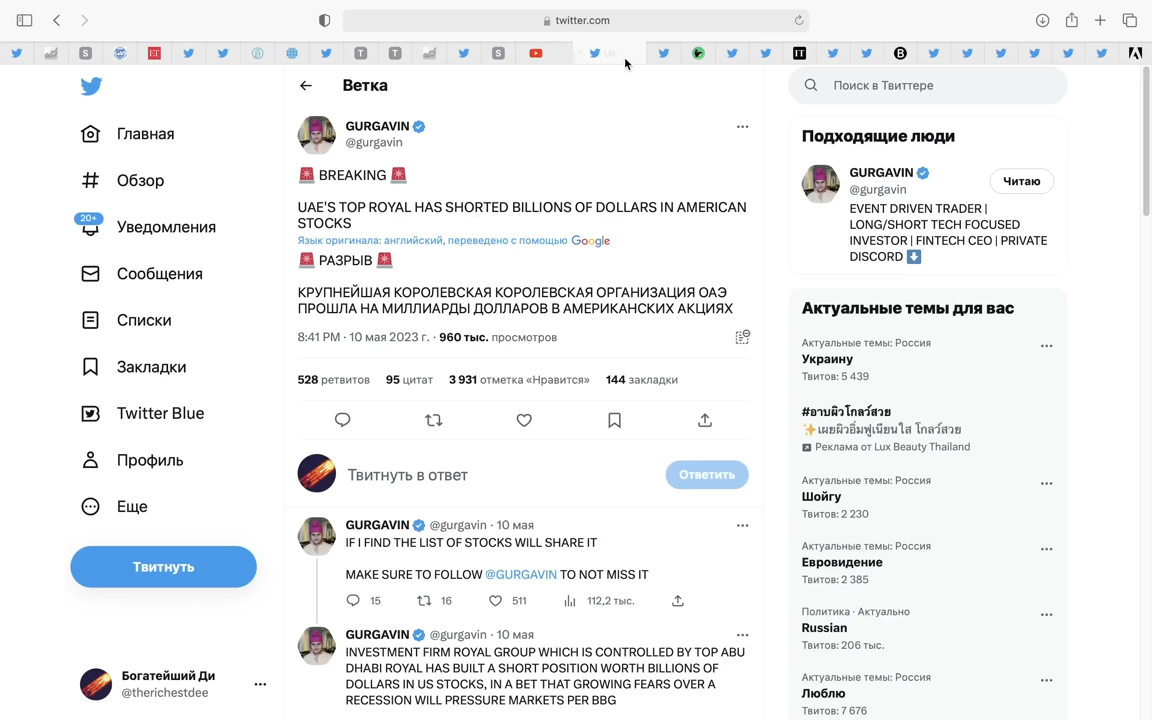 twitter.com
Ветка
GURGAVIN
@gurgavin
🚨 BREAKING 🚨
UAE'S TOP ROYAL HAS SHORTED BILLIONS OF DOLLARS IN AMERICAN
STOCKS
Язык оригинала: английский, переведено с помощью Google
🚨 РАЗРЫВ 🚨
КРУПНЕЙШАЯ КОРОЛЕВСКАЯ КОРОЛЕВСКАЯ ОРГАНИЗАЦИЯ ОАЭ
ПРОШЛА НА МИЛЛИАРДЫ ДОЛЛАРОВ В АМЕРИКАНСКИХ АКЦИЯХ
8:41 PM · 10 мая 2023 г. · 960 тыс. просмотров
528 ретвитов 95 цитат 3 931 отметка «Нравится» 144 закладки
Твитнуть в ответ
Ответить
GURGAVIN @gurgavin · 10 мая
IF I FIND THE LIST OF STOCKS WILL SHARE IT
MAKE SURE TO FOLLOW @GURGAVIN TO NOT MISS IT
15 16 511 112,2 тыс.
GURGAVIN @gurgavin · 10 мая
INVESTMENT FIRM ROYAL GROUP WHICH IS CONTROLLED BY TOP ABU
DHABI ROYAL HAS BUILT A SHORT POSITION WORTH BILLIONS OF
DOLLARS IN US STOCKS, IN A BET THAT GROWING FEARS OVER A
RECESSION WILL PRESSURE MARKETS PER BBG
Главная
Обзор
20+
Уведомления
Сообщения
Списки
Закладки
Twitter Blue
Профиль
Еще
Твитнуть
Богатейший Ди
@therichestdee
Поиск в Твиттере
Подходящие люди
GURGAVIN
@gurgavin
Читаю
EVENT DRIVEN TRADER |
LONG/SHORT TECH FOCUSED
INVESTOR | FINTECH CEO | PRIVATE
DISCORD ⬇️
Актуальные темы для вас
Актуальные темы: Россия
Украину
Твитов: 5 439
#อาบผิวโกลว์สวย
✨เผยผิวอิ่มฟูเนียนใส โกลว์สวย
Реклама от Lux Beauty Thailand
Актуальные темы: Россия
Шойгу
Твитов: 2 230
Актуальные темы: Россия
Евровидение
Твитов: 2 385
Политика · Актуально
Russian
Твитов: 206 тыс.
Актуальные темы: Россия
Люблю
Твитов: 7 676